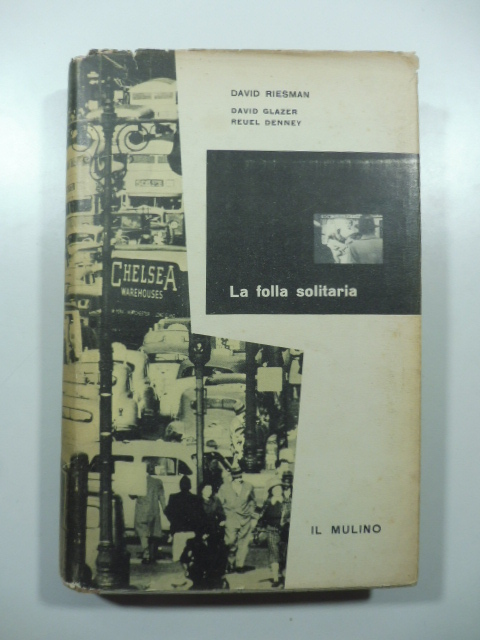 DAVID RIESMAN
DAVID GLAZER
REUEL DENNEY
CHELSEA
WAREHOUSES
La folla solitaria
IL MULINO